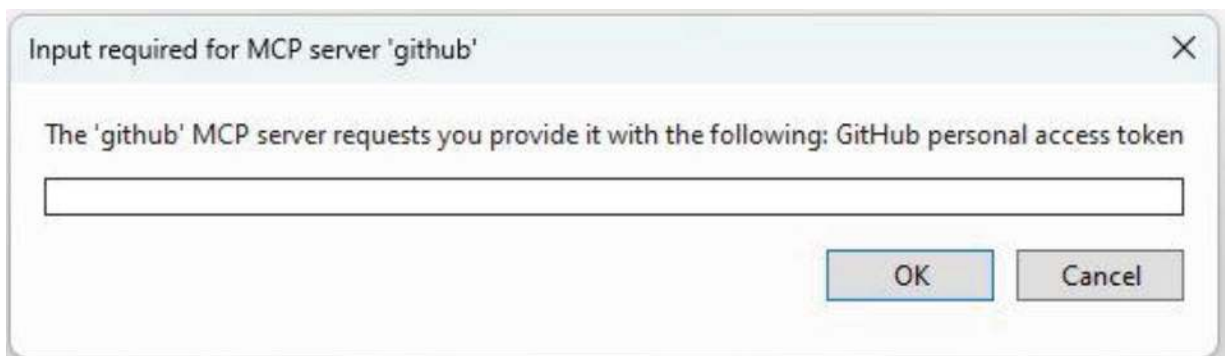 Input required for MCP server 'github'
The 'github' MCP server requests you provide it with the following: GitHub personal access token
OK
Cancel